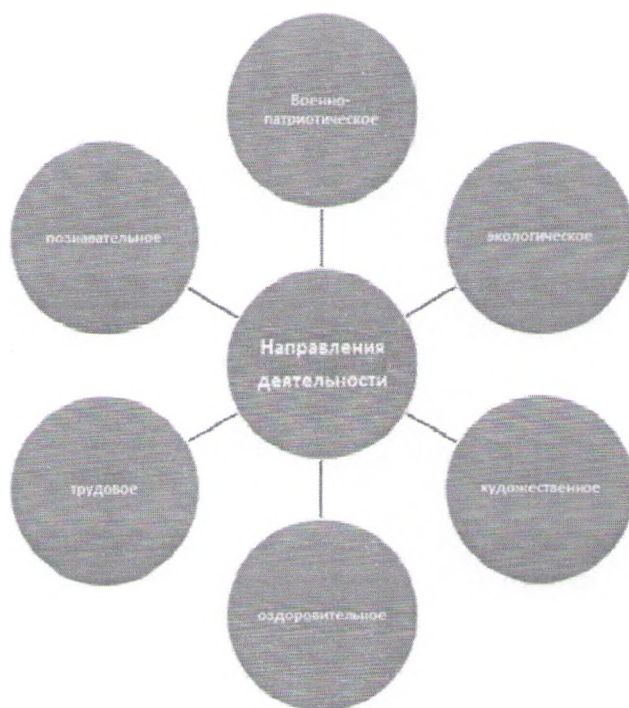 Военно-
патриотическое
познавательное
экологическое
Направления
деятельности
трудовое
художественное
оздоровительное